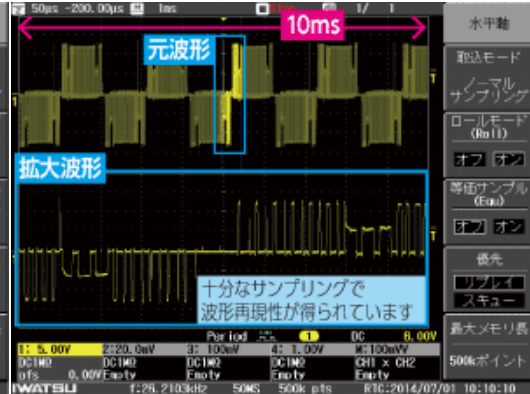 50μs -200.00μs 1ms 1/ 1
10ms
水平軸
元波形
取込モード
ノーマル
サンプリング
ロールモード
(Roll)
オフ オン
拡大波形
等価サンプル
(Equ)
オフ オン
優先
リプレイ
スキュー
十分なサンプリングで
波形再現性が得られています
最大メモリ長
500kポイント
Period 1 DC 6.00V
1: 5.00V 2:20.0mV 3: 100mV 4: 1.00V M:100mVV
DC1MΩ DC1MΩ DC1MΩ DC1MΩ CH1 × CH2
ofs 0.00V Empty Empty Empty Empty
IWATSU f:26.2103kHz 50MS 500k pts RTC:2014/07/01 10:10:10